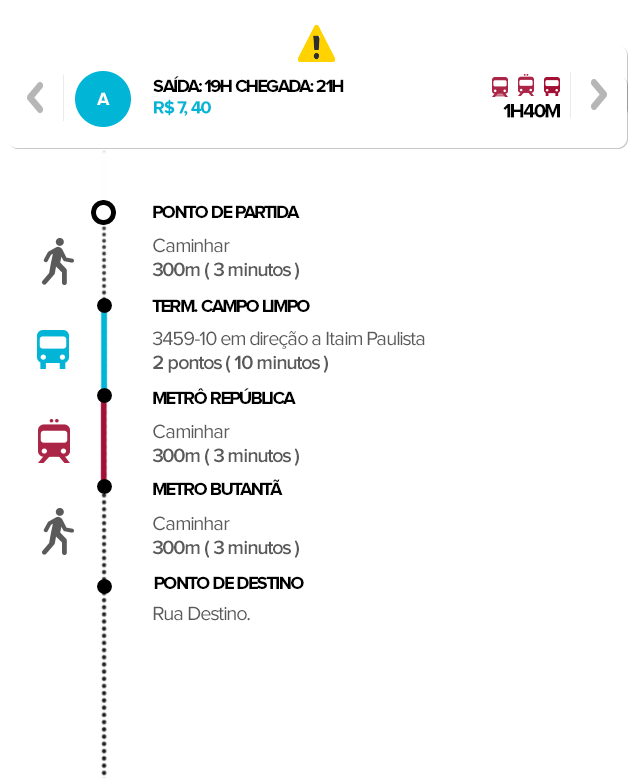 A
SAÍDA: 19H CHEGADA: 21H
R$ 7, 40
1H40M
PONTO DE PARTIDA
Caminhar
300m ( 3 minutos )
TERM. CAMPO LIMPO
3459-10 em direção a Itaim Paulista
2 pontos ( 10 minutos )
METRÔ REPÚBLICA
Caminhar
300m ( 3 minutos )
METRO BUTANTÃ
Caminhar
300m ( 3 minutos )
PONTO DE DESTINO
Rua Destino.